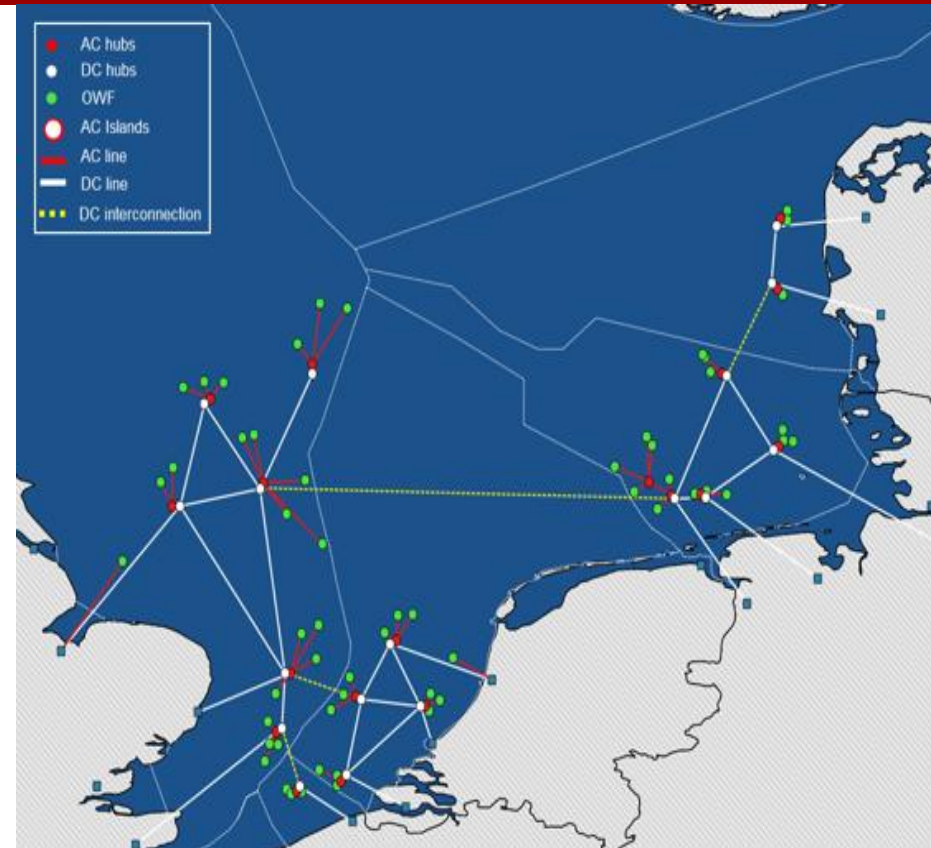 AC hubs
DC hubs
OWF
AC Islands
AC line
DC line
DC interconnection